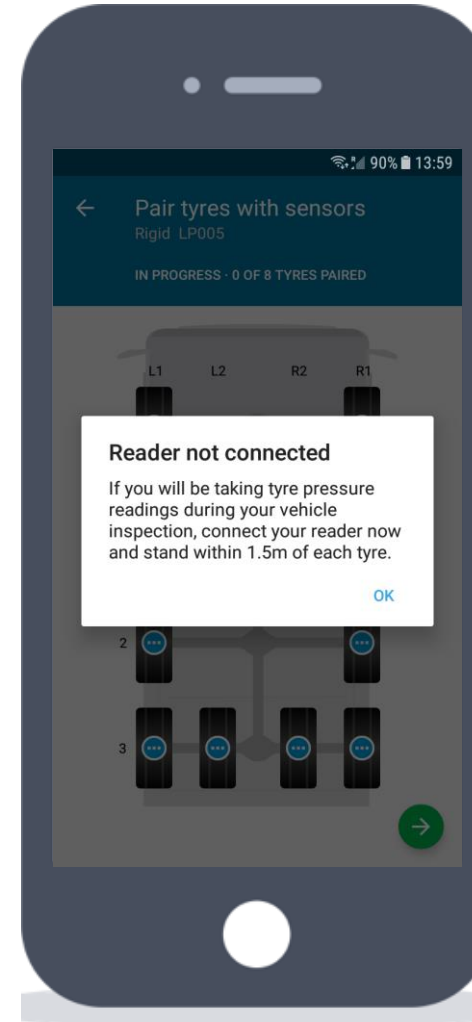 90% 13:59
Pair tyres with sensors
Rigid LP005
IN PROGRESS · 0 OF 8 TYRES PAIRED
L1 L2 R2 R1
Reader not connected
If you will be taking tyre pressure
readings during your vehicle
inspection, connect your reader now
and stand within 1.5m of each tyre.
OK
2
3